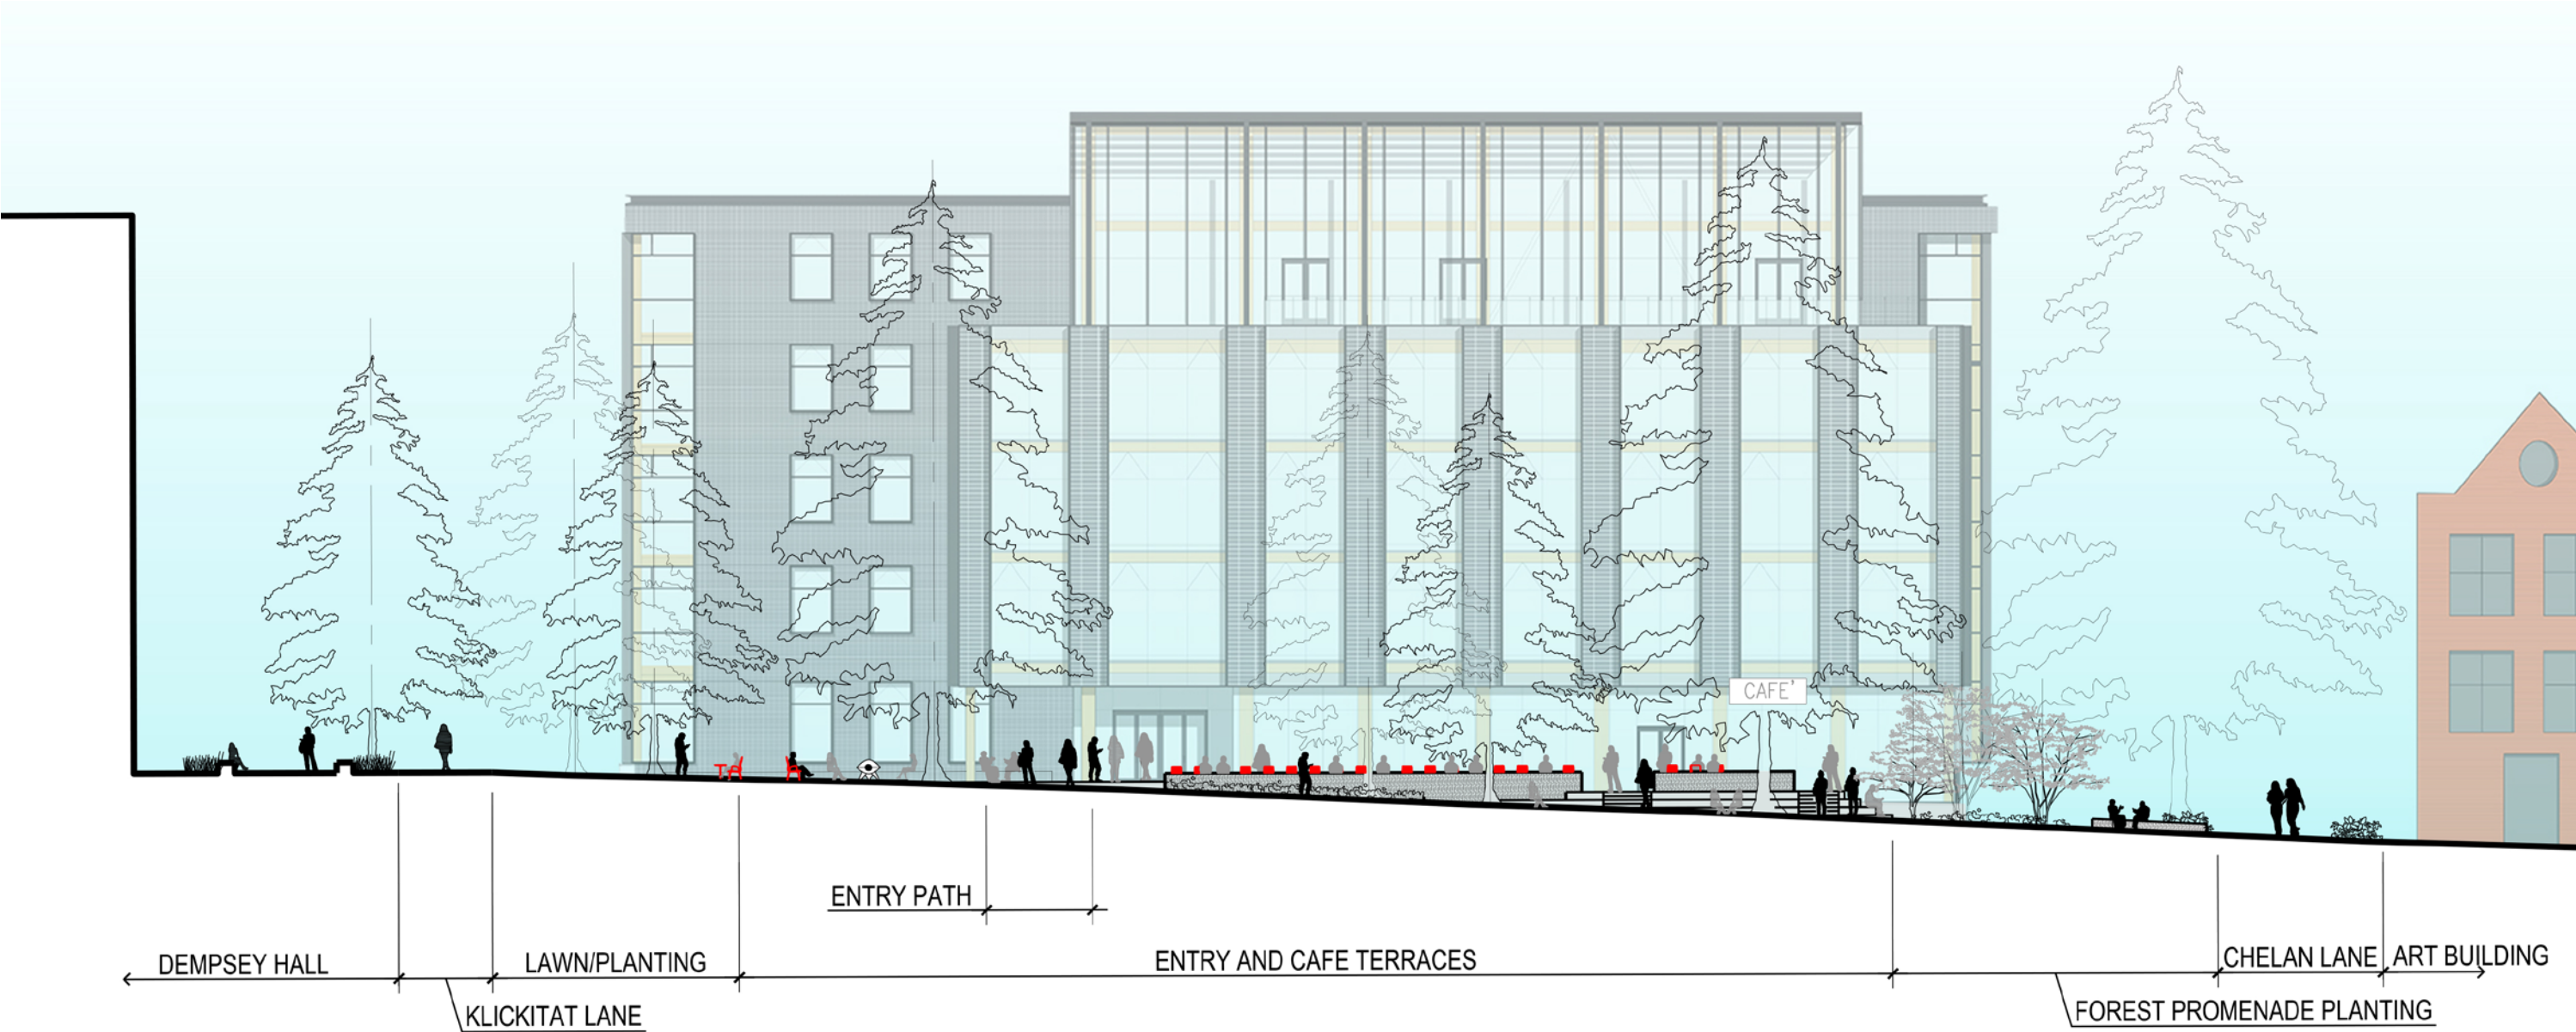 CAFE'
ENTRY PATH
DEMPSEY HALL
LAWN/PLANTING
ENTRY AND CAFE TERRACES
CHELAN LANE
ART BUILDING
KLICKITAT LANE
FOREST PROMENADE PLANTING